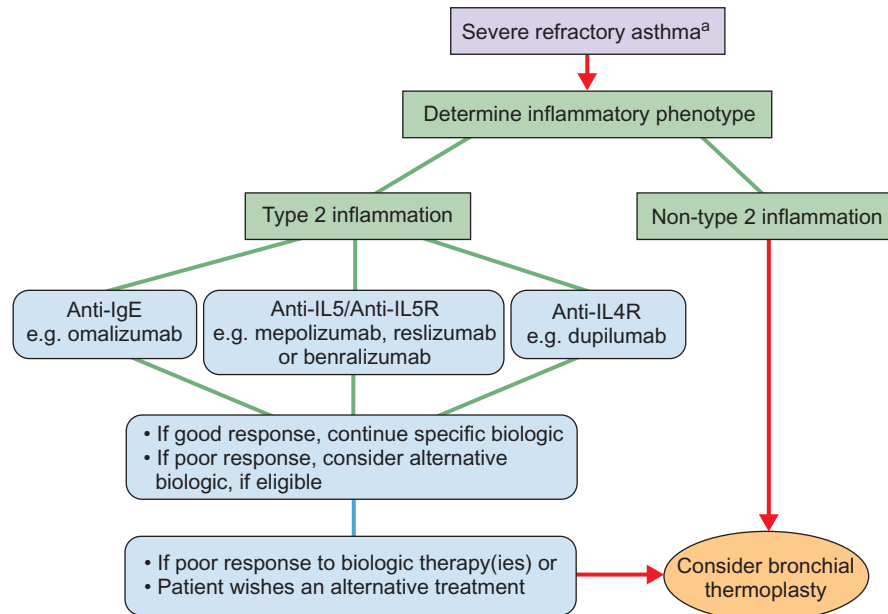 Severe refractory asthmaᵃ
Determine inflammatory phenotype
Type 2 inflammation
Non-type 2 inflammation
Anti-IgE
e.g. omalizumab
Anti-IL5/Anti-IL5R
e.g. mepolizumab, reslizumab
or benralizumab
Anti-IL4R
e.g. dupilumab
• If good response, continue specific biologic
• If poor response, consider alternative
biologic, if eligible
• If poor response to biologic therapy(ies) or
• Patient wishes an alternative treatment
Consider bronchial
thermoplasty